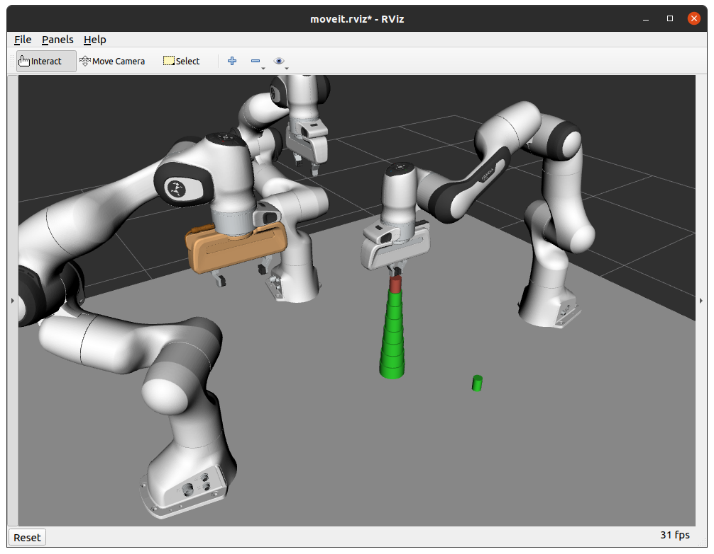 moveit.rviz* - RViz
File Panels Help
Interact Move Camera Select
Reset 31 fps